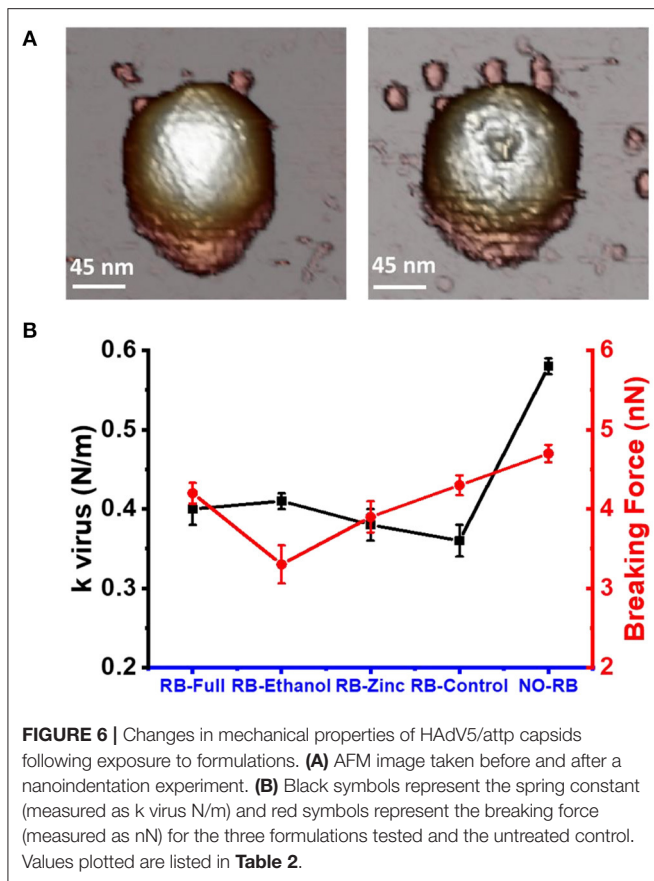 A
45 nm
45 nm
B
0.6
0.5
0.4
0.3
0.2
k virus (N/m)
6
5
4
3
2
Breaking Force (nN)
RB-Full RB-Ethanol RB-Zinc RB-Control NO-RB
FIGURE 6 | Changes in mechanical properties of HAdV5/attp capsids
following exposure to formulations. (A) AFM image taken before and after a
nanoindentation experiment. (B) Black symbols represent the spring constant
(measured as k virus N/m) and red symbols represent the breaking force
(measured as nN) for the three formulations tested and the untreated control.
Values plotted are listed in Table 2.